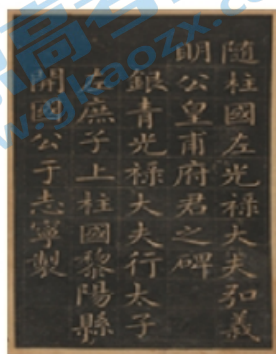 隨柱國左光祿大夫弘義
明公皇甫府君之碑
銀青光祿大夫行太子
左庶子上柱國黎陽縣
開國公于志寧製